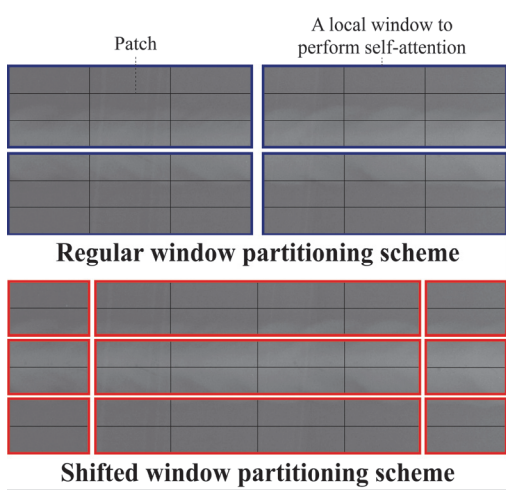 Patch
A local window to
perform self-attention
Regular window partitioning scheme
Shifted window partitioning scheme